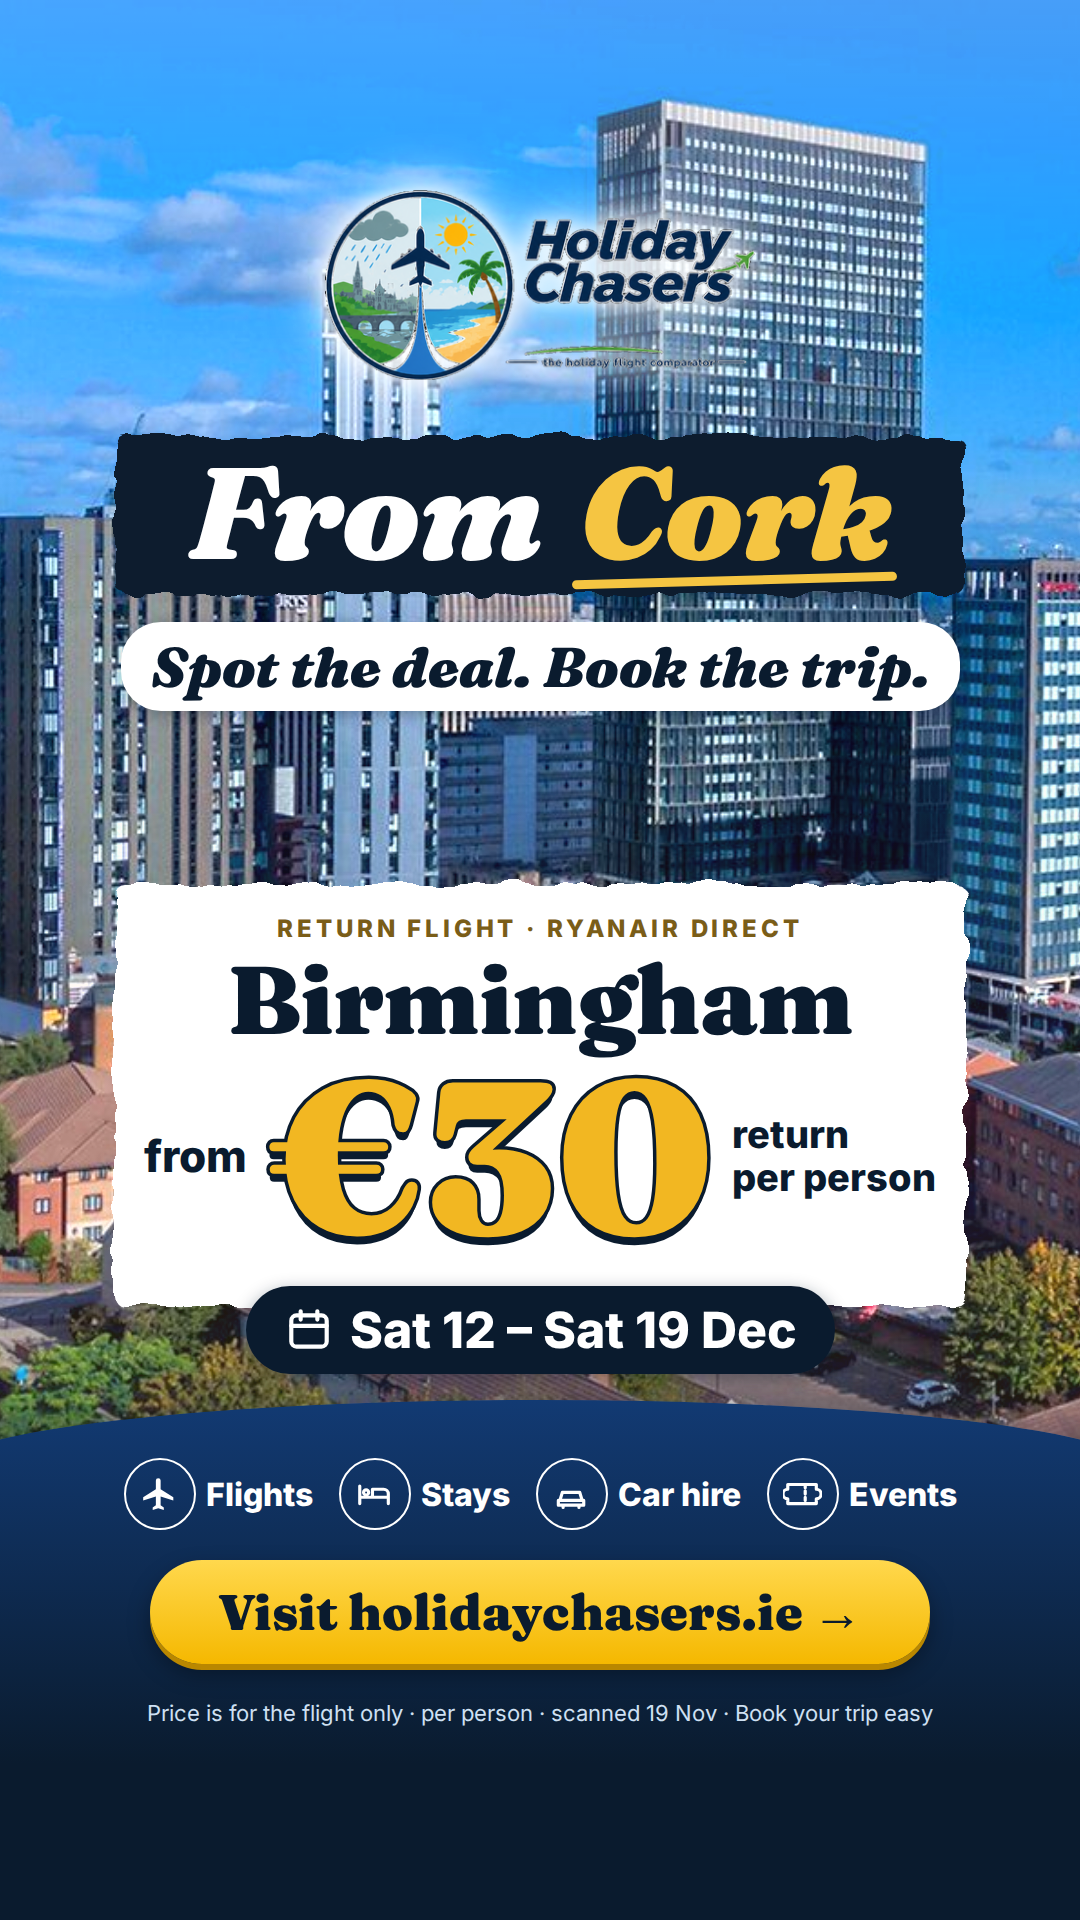 Holiday
Chasers
the holiday flight comparator
From Cork
Spot the deal. Book the trip.
RETURN FLIGHT · RYANAIR DIRECT
Birmingham
from €30 return
per person
Sat 12 – Sat 19 Dec
Flights Stays Car hire Events
Visit holidaychasers.ie →
Price is for the flight only · per person · scanned 19 Nov · Book your trip easy